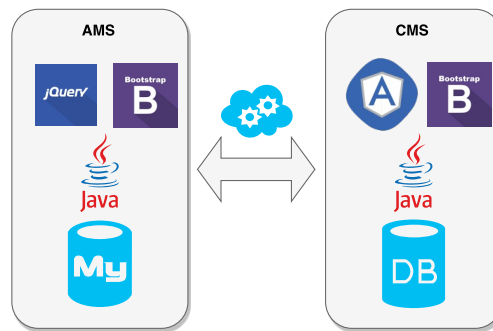 AMS
CMS
jQuery
Bootstrap
B
A
Bootstrap
B
Java
Java
My
DB